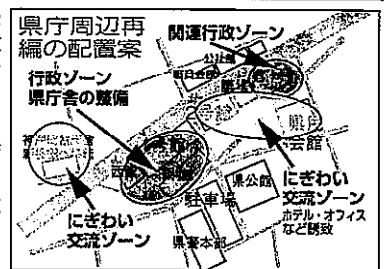 県庁周辺再
編の配置案
関連行政ゾーン
行政ゾーン
県庁舎の整備
県民
会館
県公館
駐車場
県警本部
にぎわい
交流ゾーン
ホテル・オフィス
など誘致
にぎわい
交流ゾーン